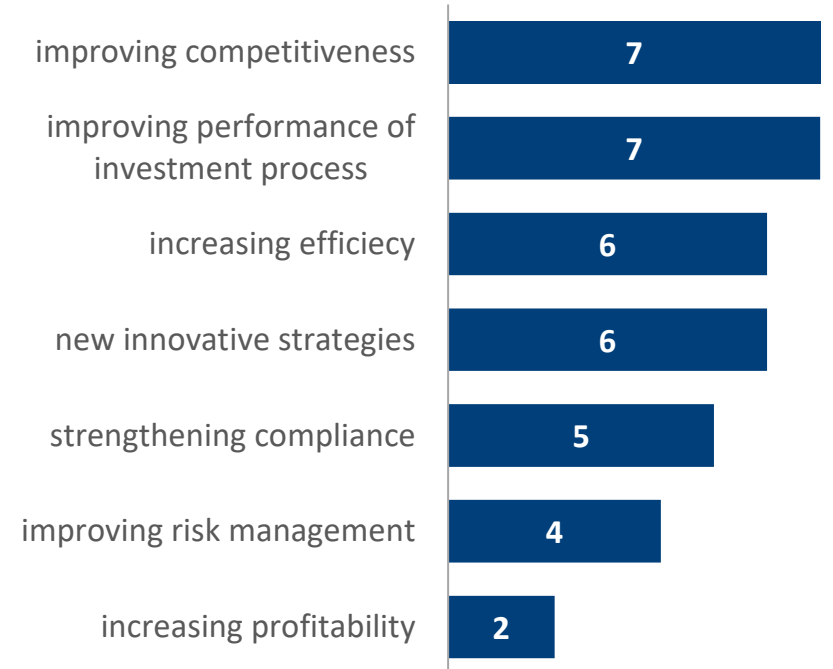 improving competitiveness 7
improving performance of
investment process 7
increasing efficiecy 6
new innovative strategies 6
strengthening compliance 5
improving risk management 4
increasing profitability 2